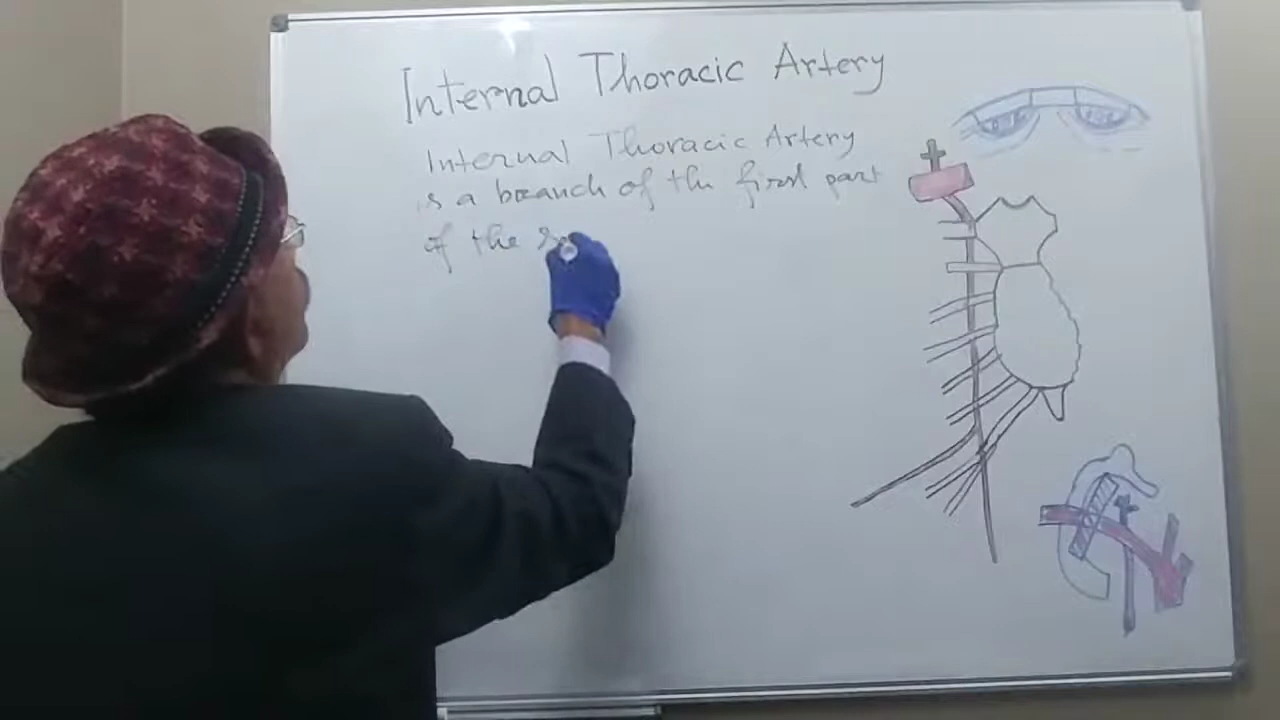 Internal Thoracic Artery
Internal Thoracic Artery
is a branch of the first part
of the